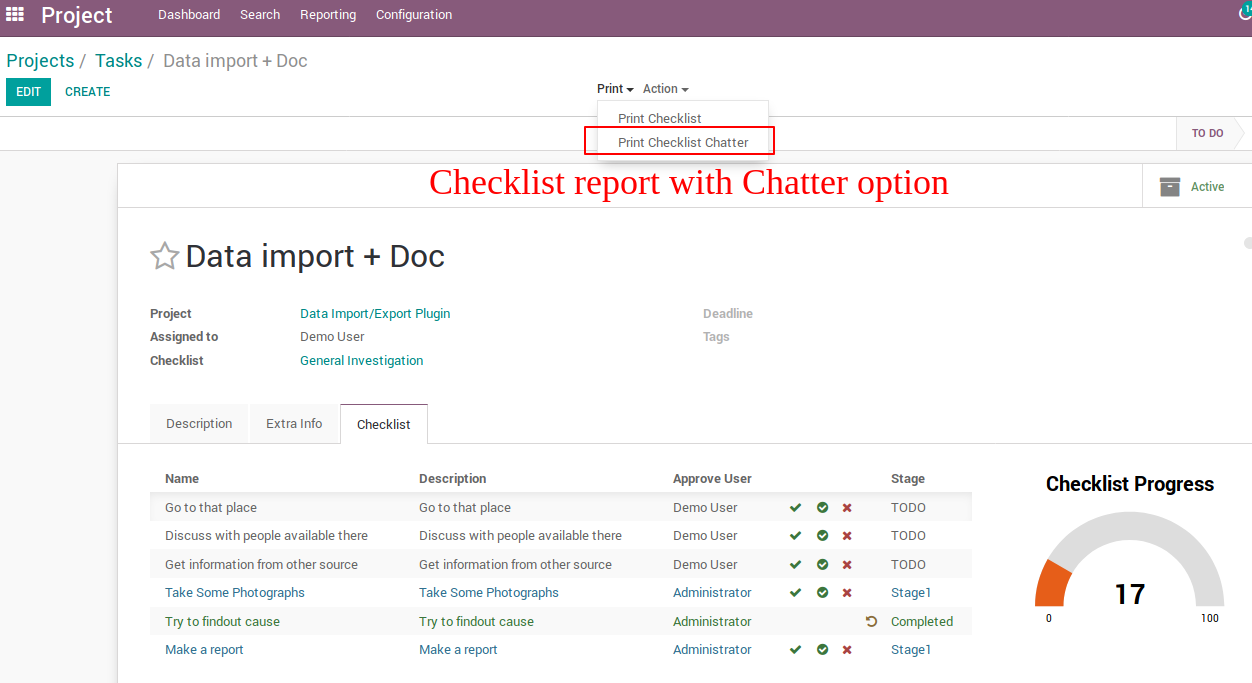 Project Dashboard Search Reporting Configuration
Projects / Tasks / Data import + Doc
EDIT CREATE Print Action
Print Checklist
Print Checklist Chatter
TO DO
Checklist report with Chatter option
Active
Data import + Doc
Project Data Import/Export Plugin Deadline
Assigned to Demo User Tags
Checklist General Investigation
Description Extra Info Checklist
Name Description Approve User Stage
Go to that place Go to that place Demo User TODO
Discuss with people available there Discuss with people available there Demo User TODO
Get information from other source Get information from other source Demo User TODO
Take Some Photographs Take Some Photographs Administrator Stage1
Try to findout cause Try to findout cause Administrator Completed
Make a report Make a report Administrator Stage1
Checklist Progress
17
0 100